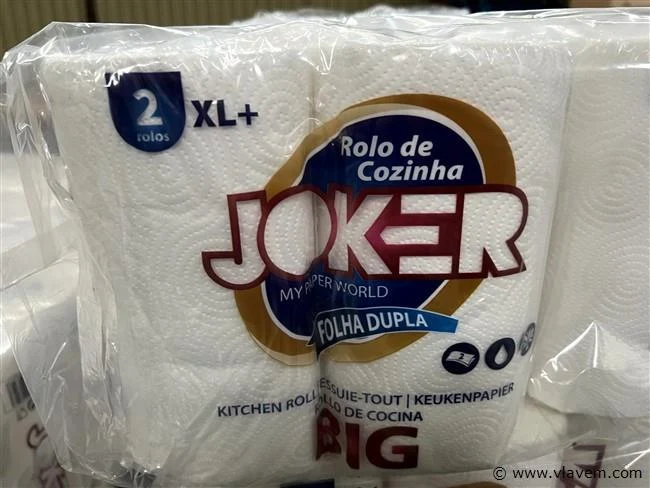 2
rolos
XL+
Rolo de
Cozinha
JOKER
MY PAPER WORLD
FOLHA DUPLA
2
ESSUIE-TOUT | KEUKENPAPIER
KITCHEN ROLL
DE COCINA
BIG
© www.vlavem.com